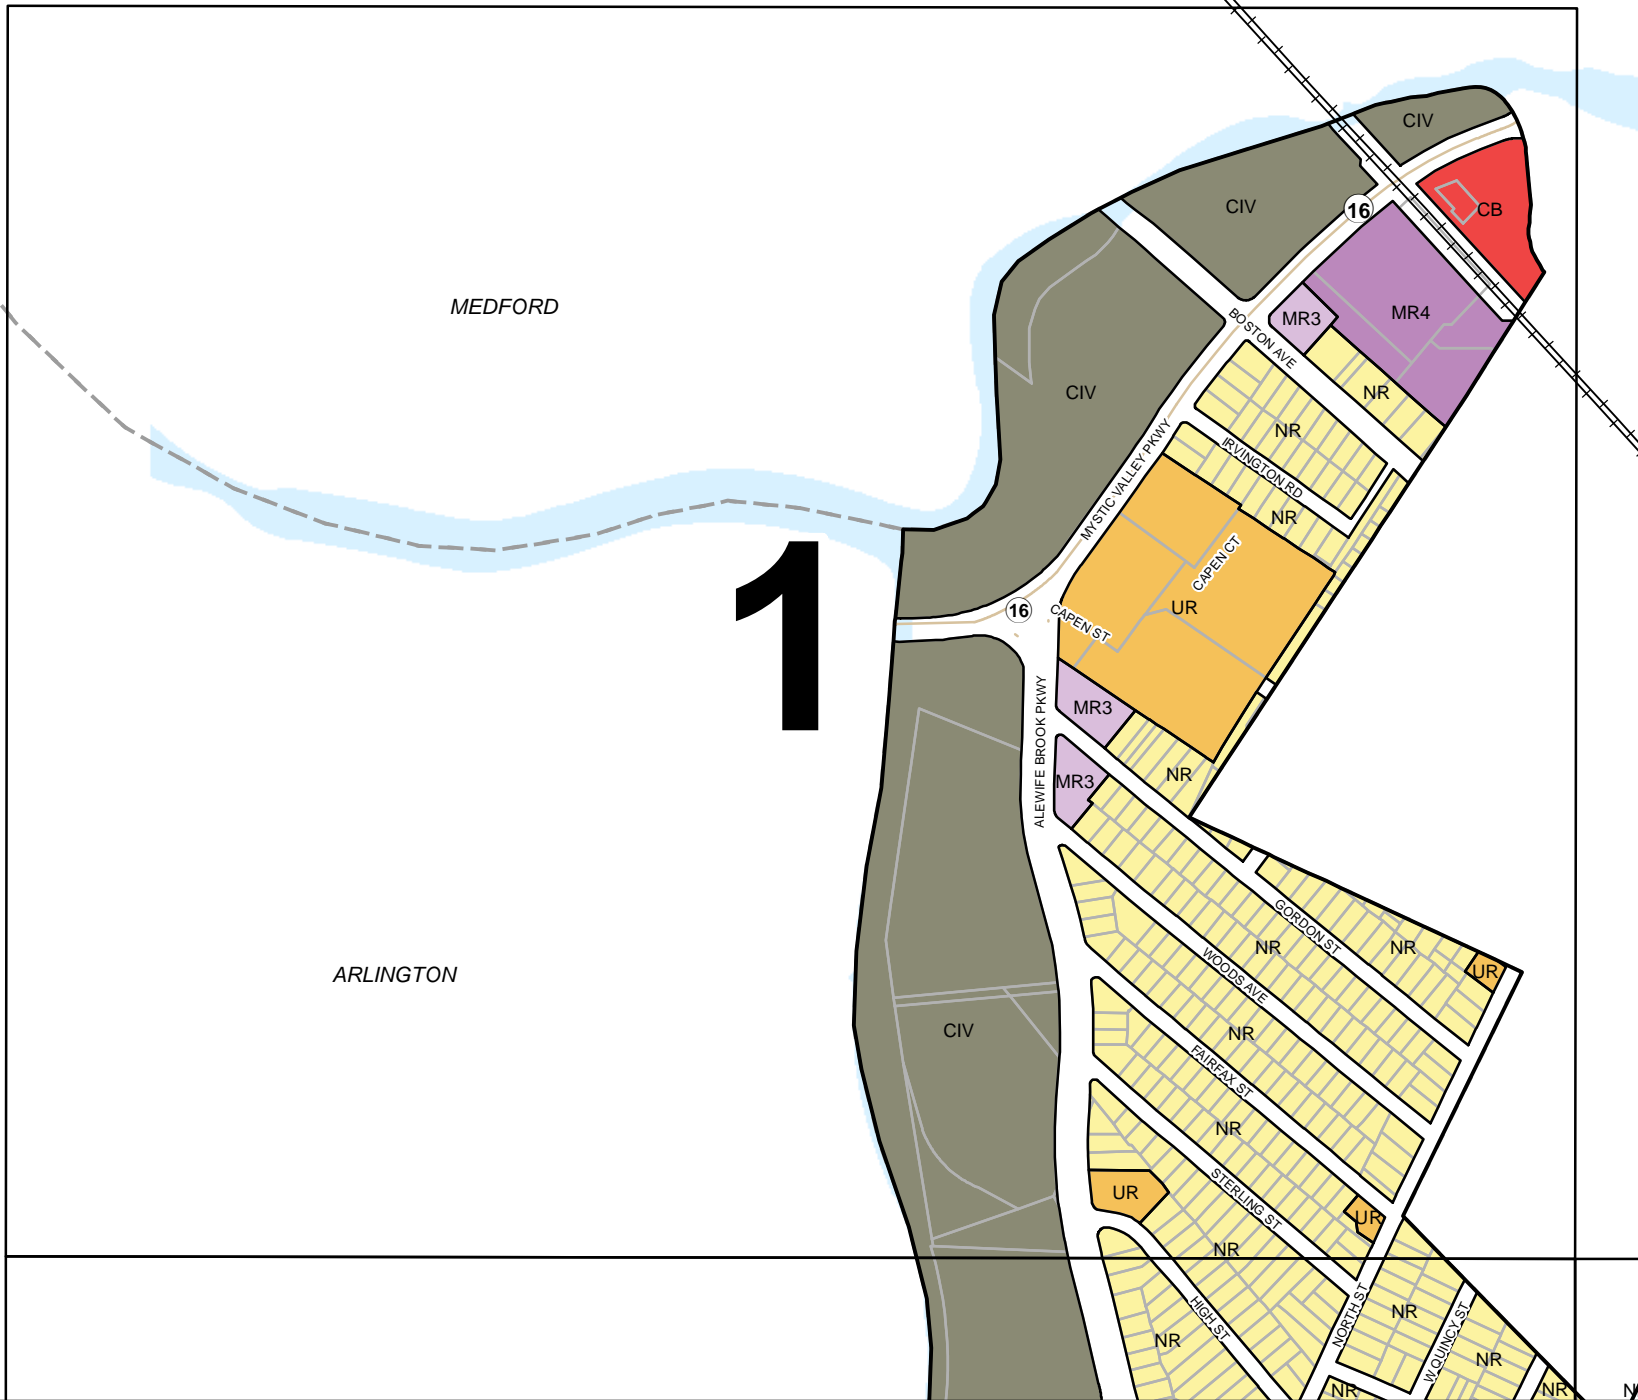 CIV
CIV
16
CB
MEDFORD
MR3
MR4
BOSTON AVE
CIV
NR
NR
MYSTIC VALLEY PKWY
IRVINGTON RD
NR
1
CAPEN CT
UR
16
CAPEN ST
ALEWIFE BROOK PKWY
MR3
NR
MR3
GORDON ST
NR
NR
ARLINGTON
WOODS AVE
UR
CIV
NR
FAIRFAX ST
NR
UR
STERLING ST
UR
NR
HIGH ST
NORTH ST
NR
W QUINCY ST
NR
NR
NR
NR